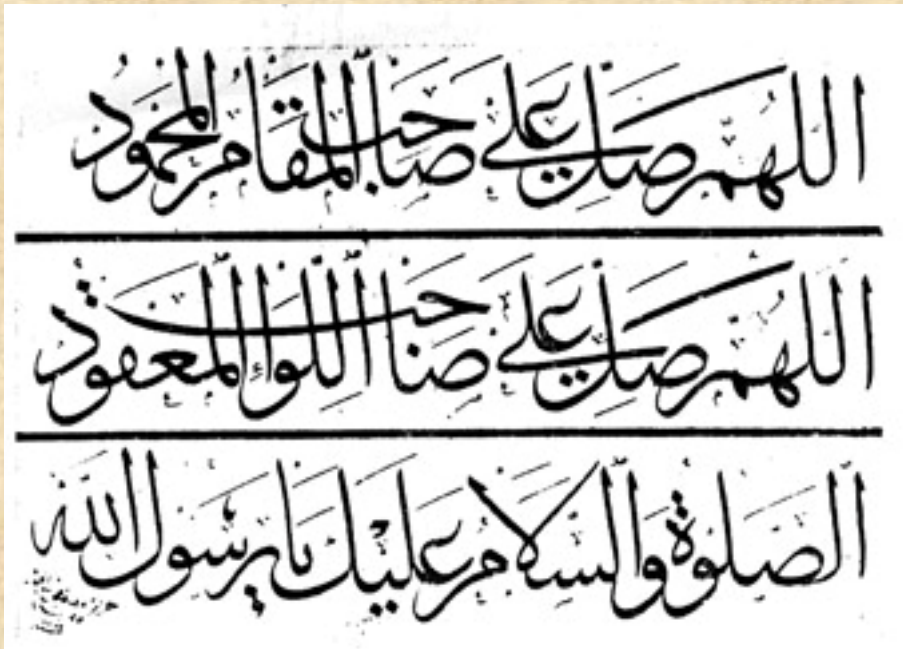 اللهم صل على صاحب المقام المحمود
اللهم صل على صاحب اللواء المعقود
الصلوة والسلام عليك يا رسول الله